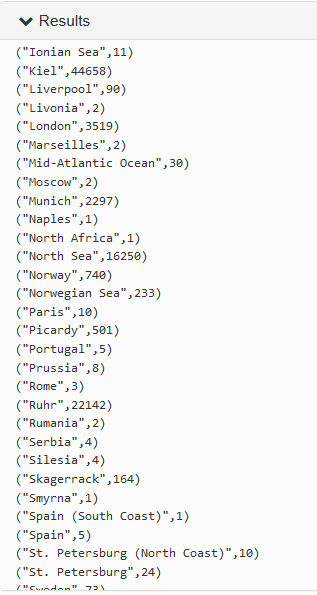 Results
("Ionian Sea",11)
("Kiel",44658)
("Liverpool",90)
("Livonia",2)
("London",3519)
("Marseilles",2)
("Mid-Atlantic Ocean",30)
("Moscow",2)
("Munich",2297)
("Naples",1)
("North Africa",1)
("North Sea",16250)
("Norway",740)
("Norwegian Sea",233)
("Paris",10)
("Picardy",501)
("Portugal",5)
("Prussia",8)
("Rome",3)
("Ruhr",22142)
("Rumania",2)
("Serbia",4)
("Silesia",4)
("Skagerrack",164)
("Smyrna",1)
("Spain (South Coast)",1)
("Spain",5)
("St. Petersburg (North Coast)",10)
("St. Petersburg",24)
("Sweden",73)